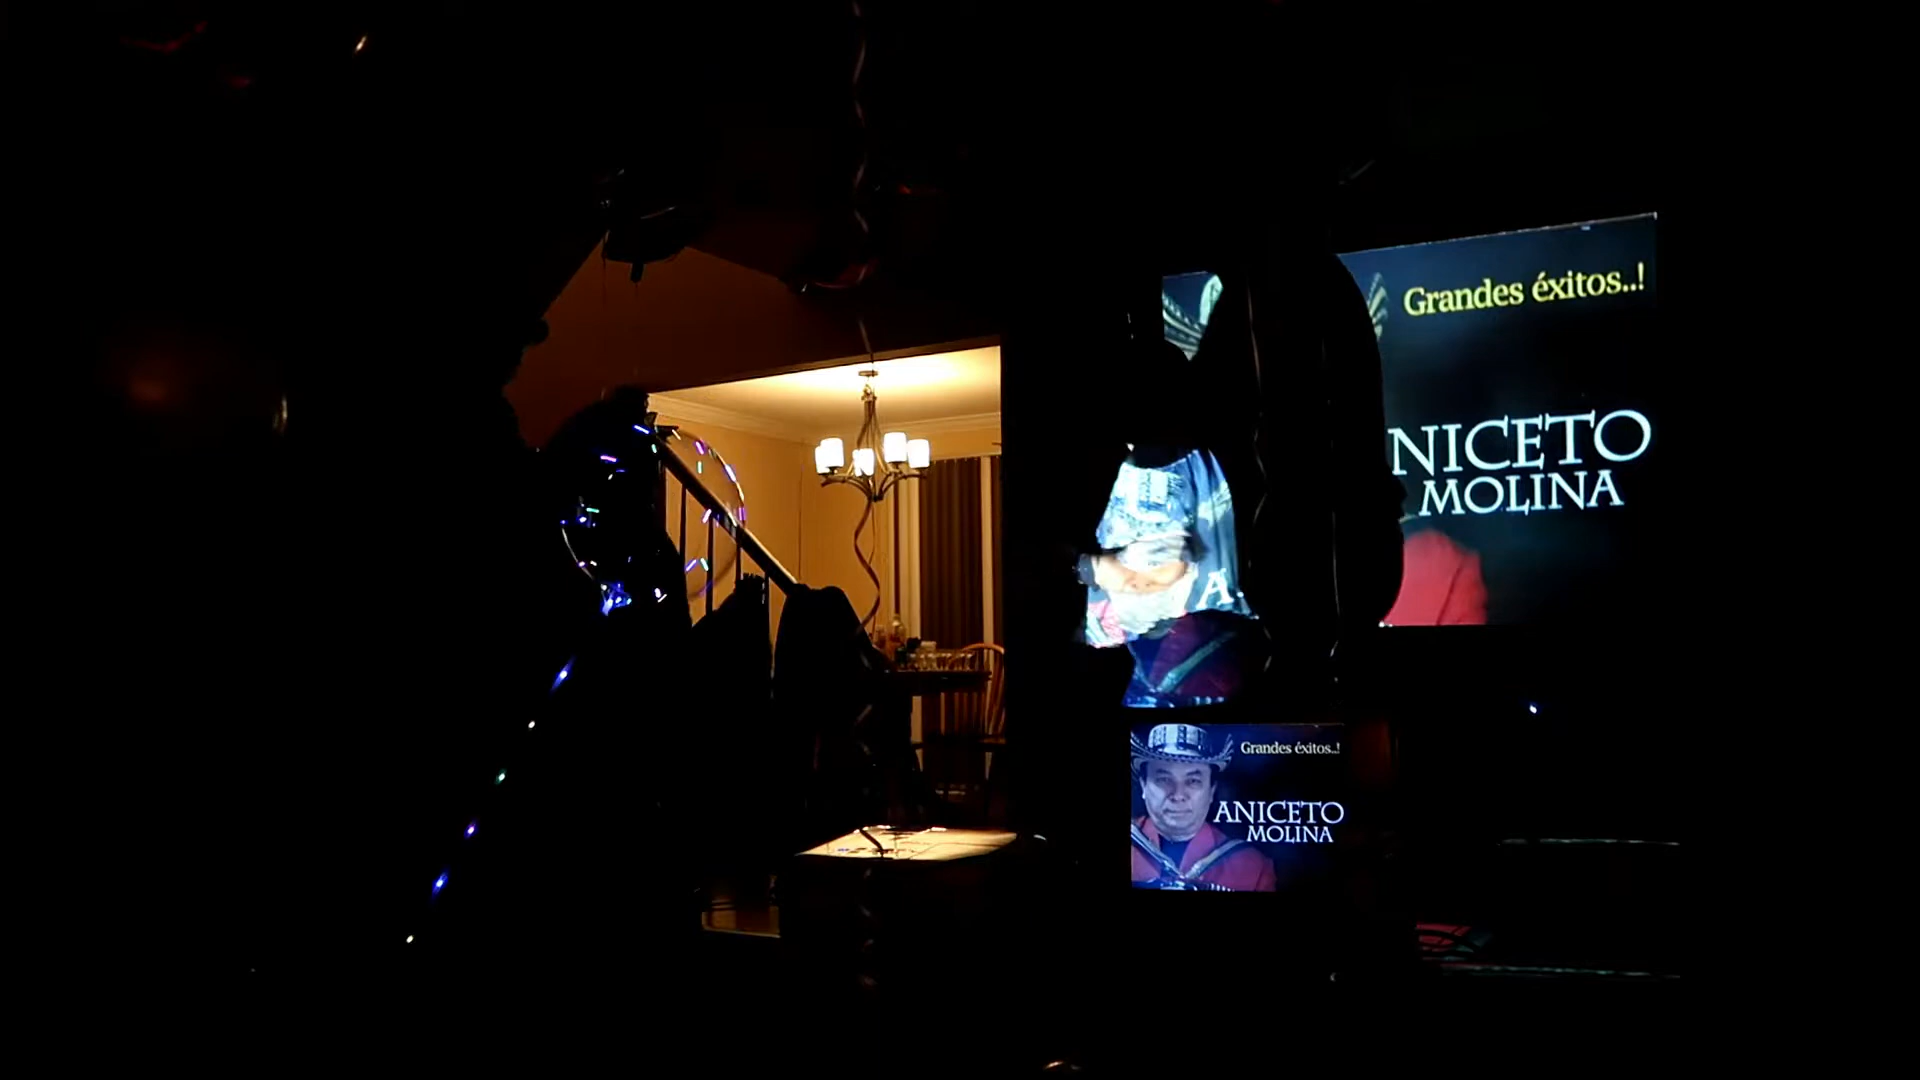 Grandes éxitos..!
NICETO
MOLINA
A
Grandes éxitos..!
ANICETO
MOLINA